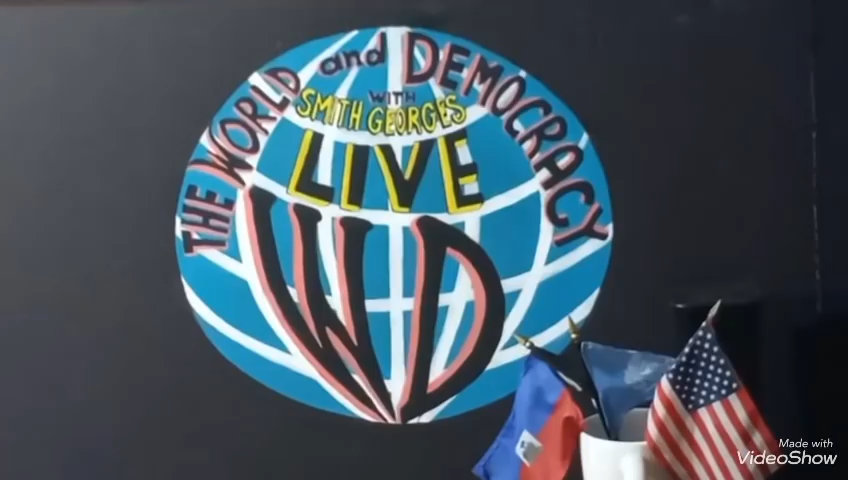 THE WORLD and DEMOCRACY
WITH
SMITH GEORGES
LIVE
WD
Made with
VideoShow